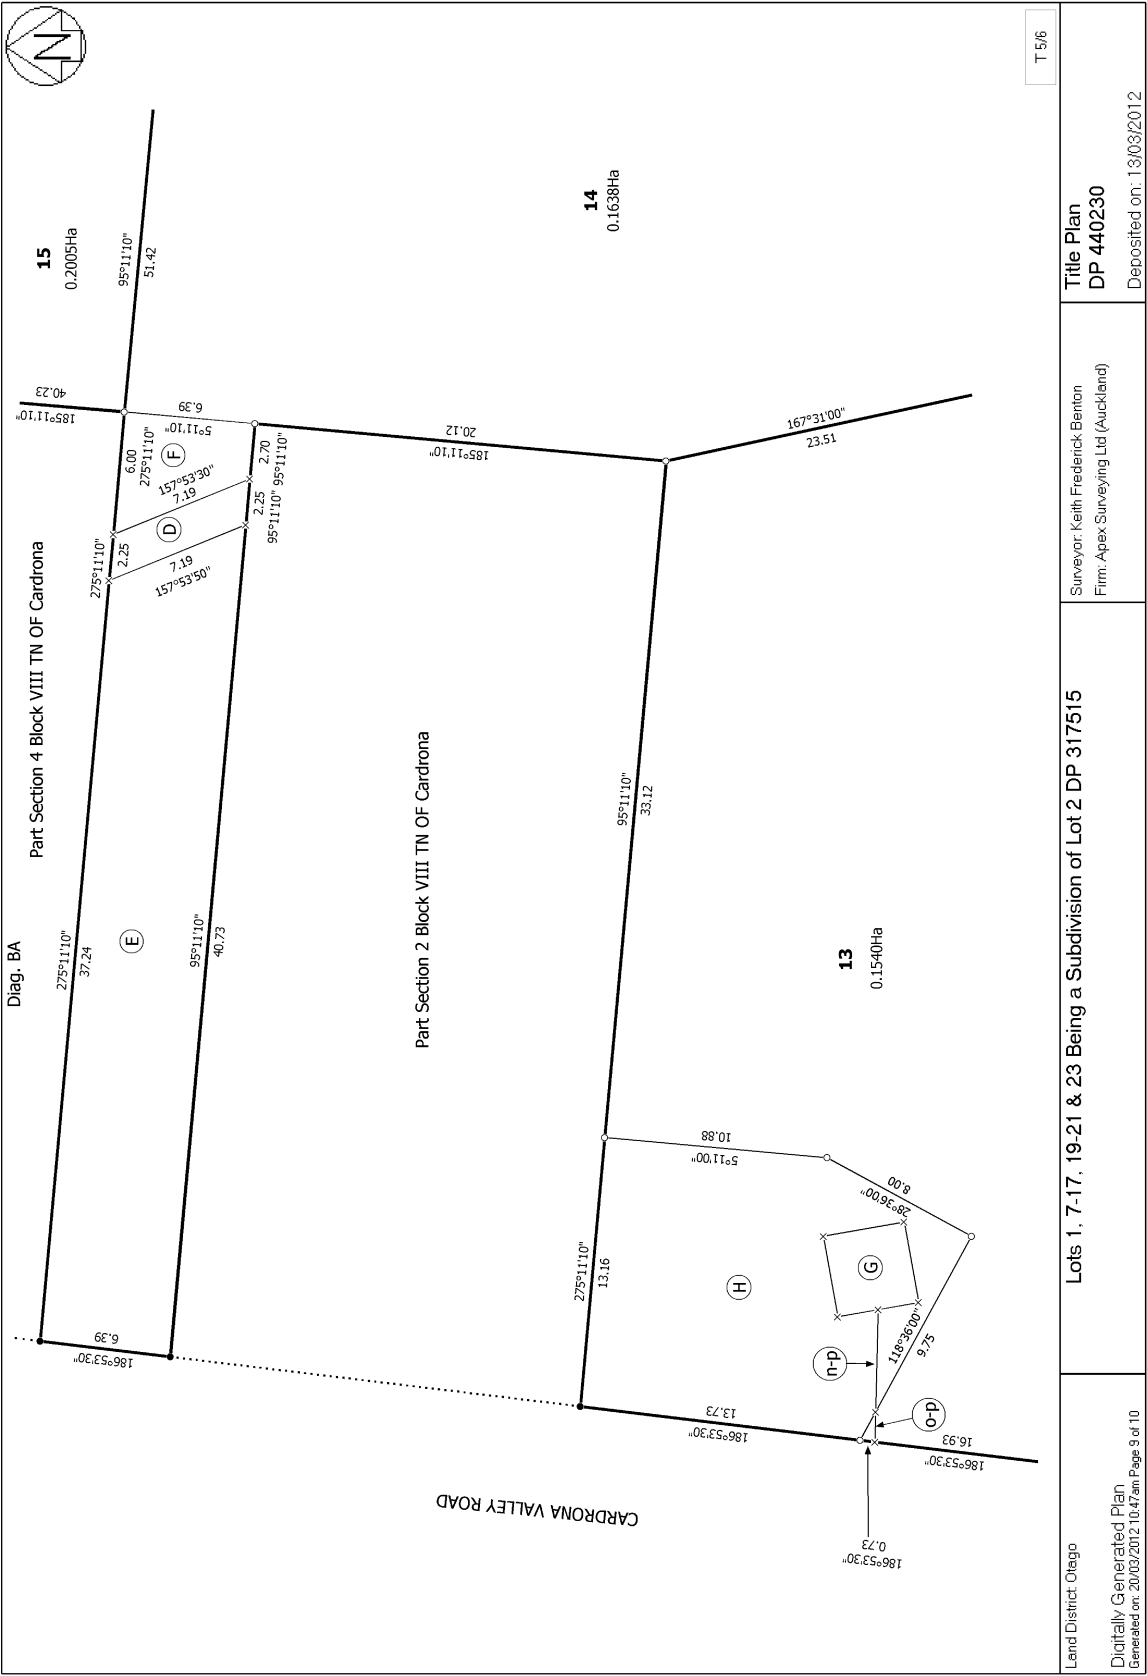 N
T 5/6
Diag. BA
Part Section 4 Block VIII TN OF Cardrona
15
0.2005Ha
185°11'10"
40.23
95°11'10"
51.42
275°11'10"
37.24
275°11'10"
2.25
6.00
275°11'10"
5°11'10"
6.39
F
157°53'30"
7.19
D
7.19
157°53'50"
E
186°53'30"
6.39
95°11'10"
40.73
2.25
95°11'10"
2.70
95°11'10"
Part Section 2 Block VIII TN OF Cardrona
185°11'10"
20.12
14
0.1638Ha
167°31'00"
23.51
95°11'10"
33.12
275°11'10"
13.16
13
0.1540Ha
5°11'00"
10.88
28°36'00"
8.00
H
G
118°36'00"
9.75
n-p
o-p
186°53'30"
13.73
186°53'30"
16.93
186°53'30"
0.73
CARDRONA VALLEY ROAD
Land District: Otago
Digitally Generated Plan
Generated on: 20/03/2012 10:47am Page 9 of 10
Lots 1, 7-17, 19-21 & 23 Being a Subdivision of Lot 2 DP 317515
Surveyor: Keith Frederick Benton
Firm: Apex Surveying Ltd (Auckland)
Title Plan
DP 440230
Deposited on: 13/03/2012